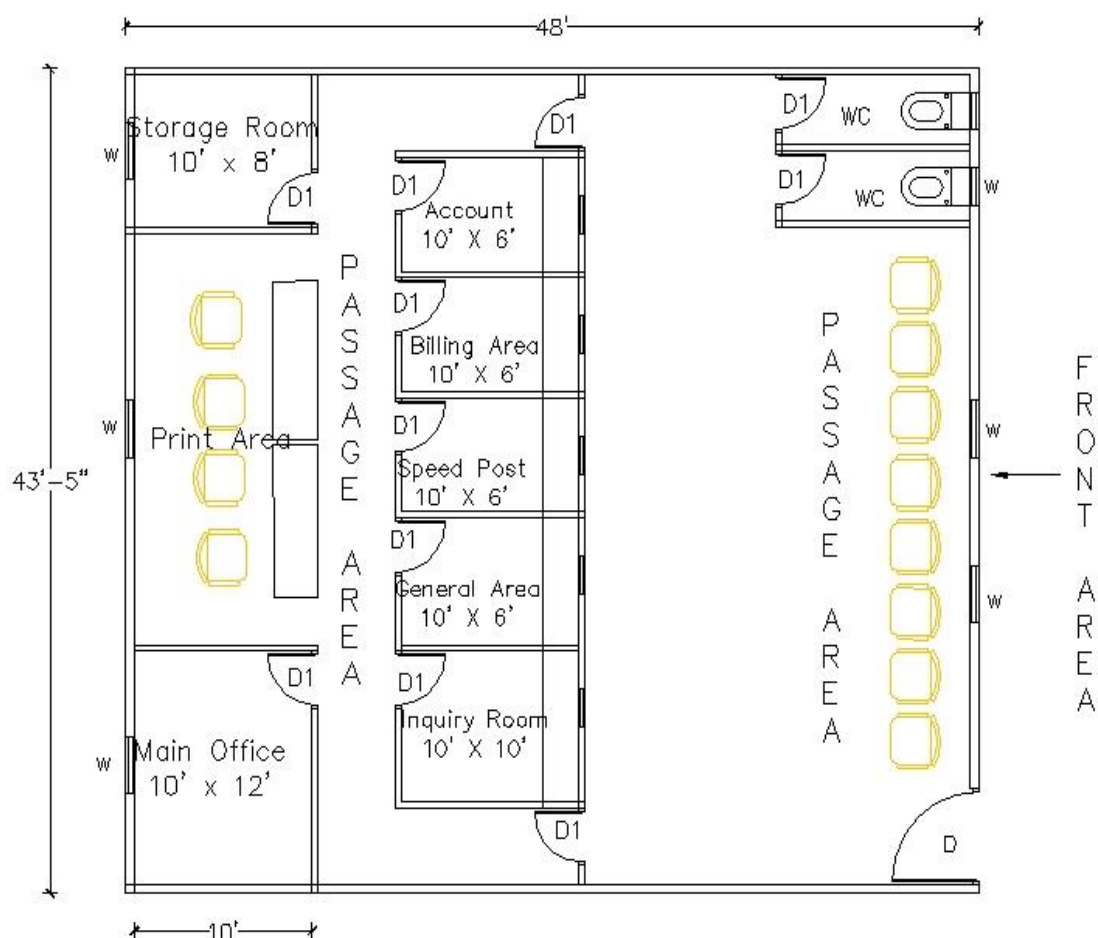 48'
43'-5"
Storage Room
10' x 8'
W
D1
D1
D1
WC
D1
WC
W
D1
Account
10' X 6'
D1
Billing Area
10' X 6'
PASSAGE AREA
W
Print Area
D1
Speed Post
10' X 6'
PASSAGE AREA
W
FRONT AREA
D1
General Area
10' X 6'
W
D1
D1
Inquiry Room
10' X 10'
W
Main Office
10' x 12'
D1
D
10'